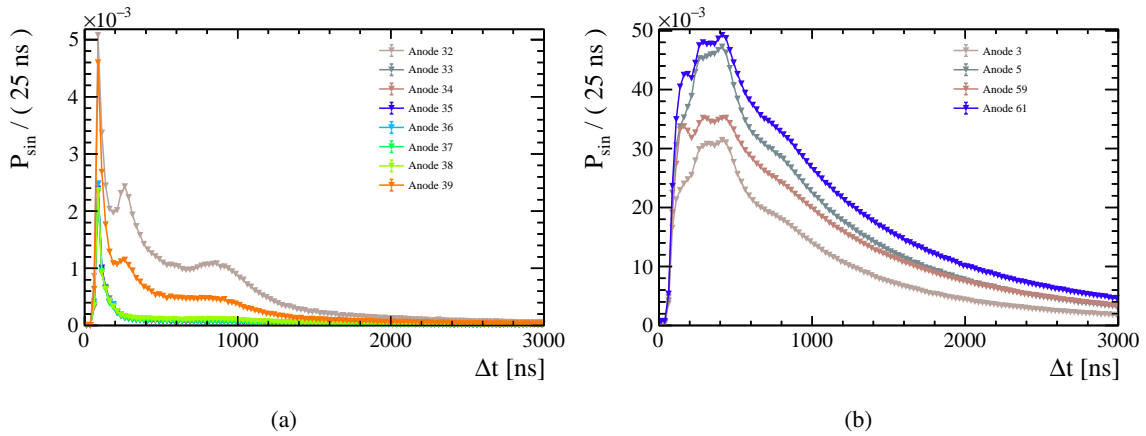 ×10⁻³
P_sin / ( 25 ns )
5
4
3
2
1
0
0 1000 2000 3000
Δt [ns]
Anode 32
Anode 33
Anode 34
Anode 35
Anode 36
Anode 37
Anode 38
Anode 39
(a)
×10⁻³
P_sin / ( 25 ns )
50
40
30
20
10
0
0 1000 2000 3000
Δt [ns]
Anode 3
Anode 5
Anode 59
Anode 61
(b)